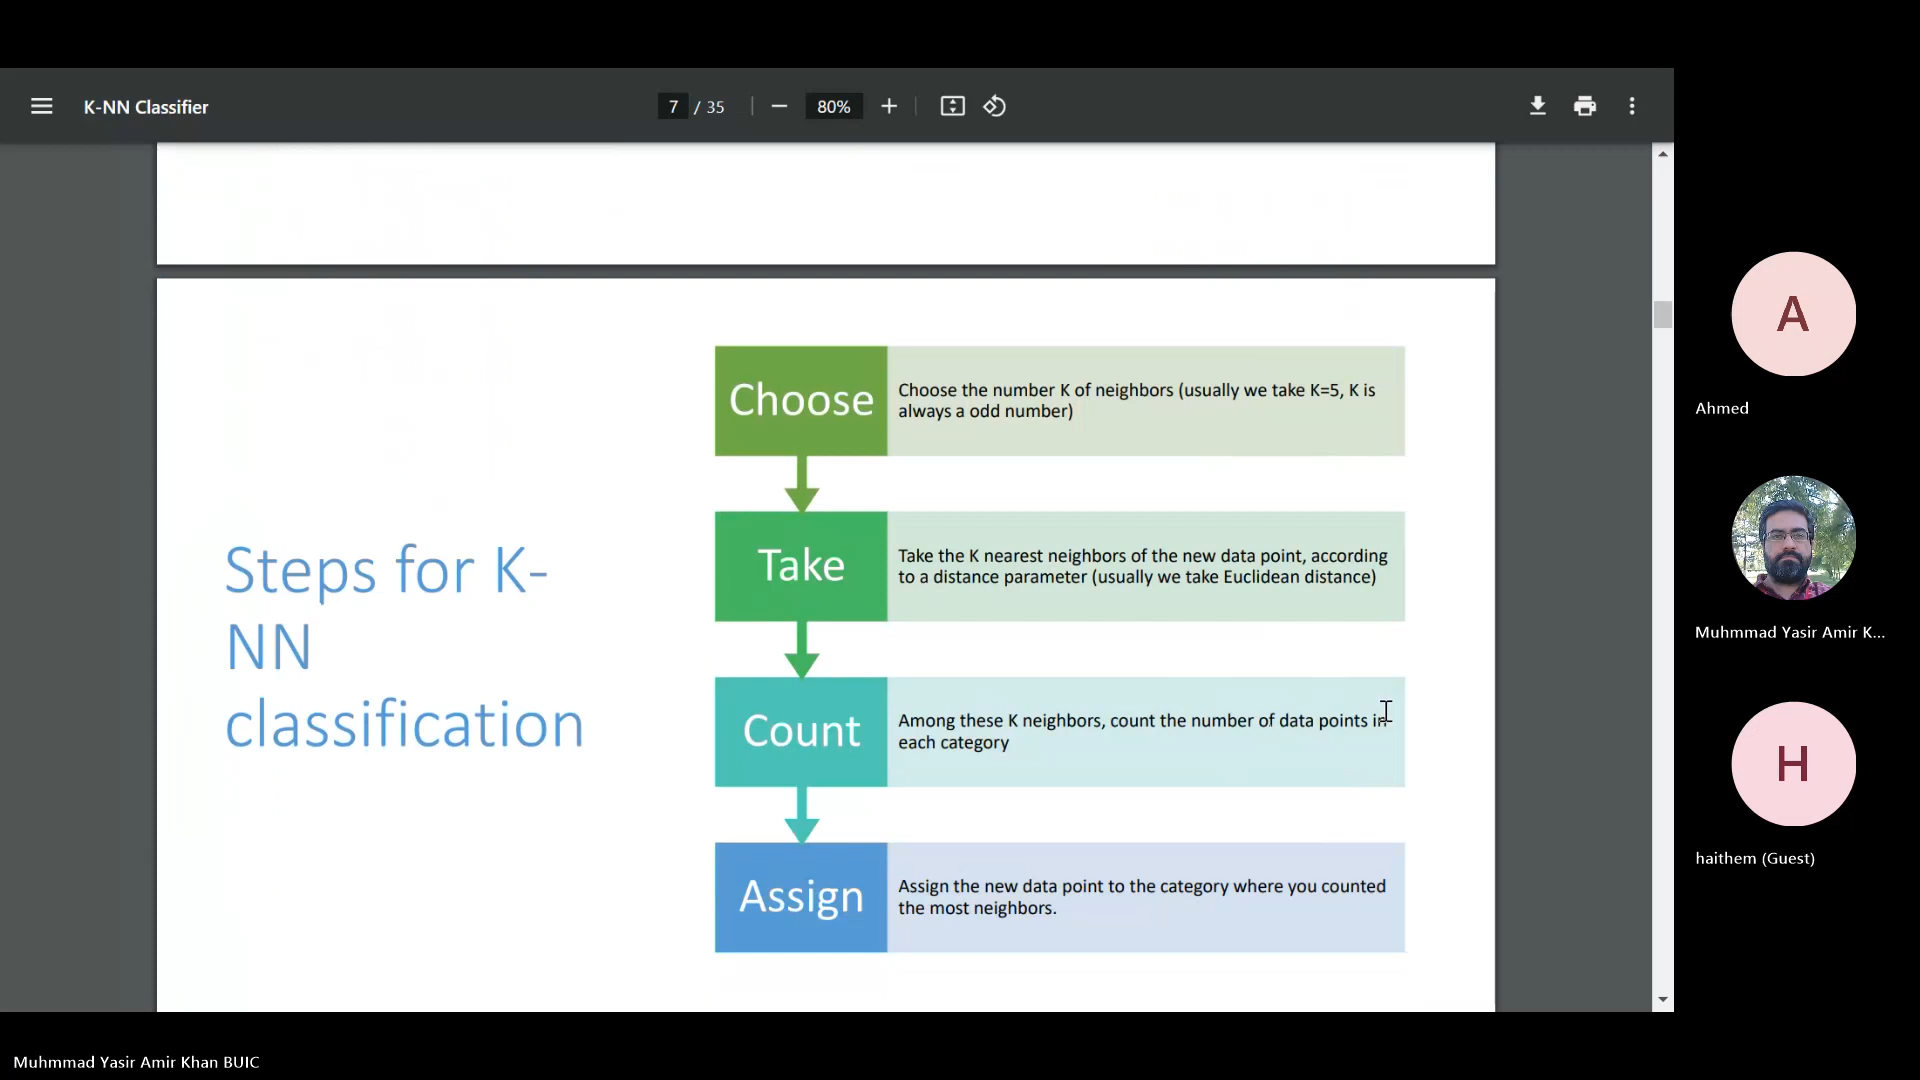 K-NN Classifier
7 / 35
80%
Choose
Choose the number K of neighbors (usually we take K=5, K is
always a odd number)
Take
Take the K nearest neighbors of the new data point, according
to a distance parameter (usually we take Euclidean distance)
Steps for K-
NN
classification
Count
Among these K neighbors, count the number of data points in
each category
Assign
Assign the new data point to the category where you counted
the most neighbors.
A
Ahmed
Muhmmad Yasir Amir K...
H
haithem (Guest)
Muhmmad Yasir Amir Khan BUIC